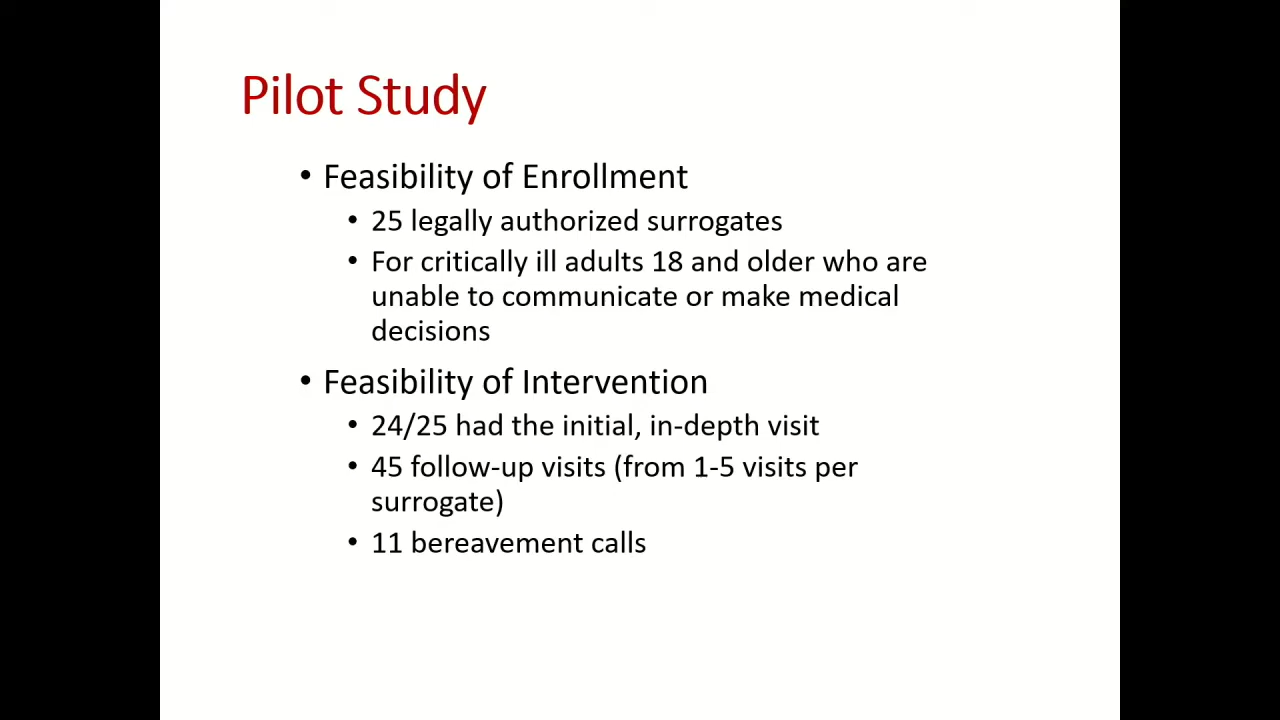 Pilot Study
• Feasibility of Enrollment
• 25 legally authorized surrogates
• For critically ill adults 18 and older who are
unable to communicate or make medical
decisions
• Feasibility of Intervention
• 24/25 had the initial, in-depth visit
• 45 follow-up visits (from 1-5 visits per
surrogate)
• 11 bereavement calls